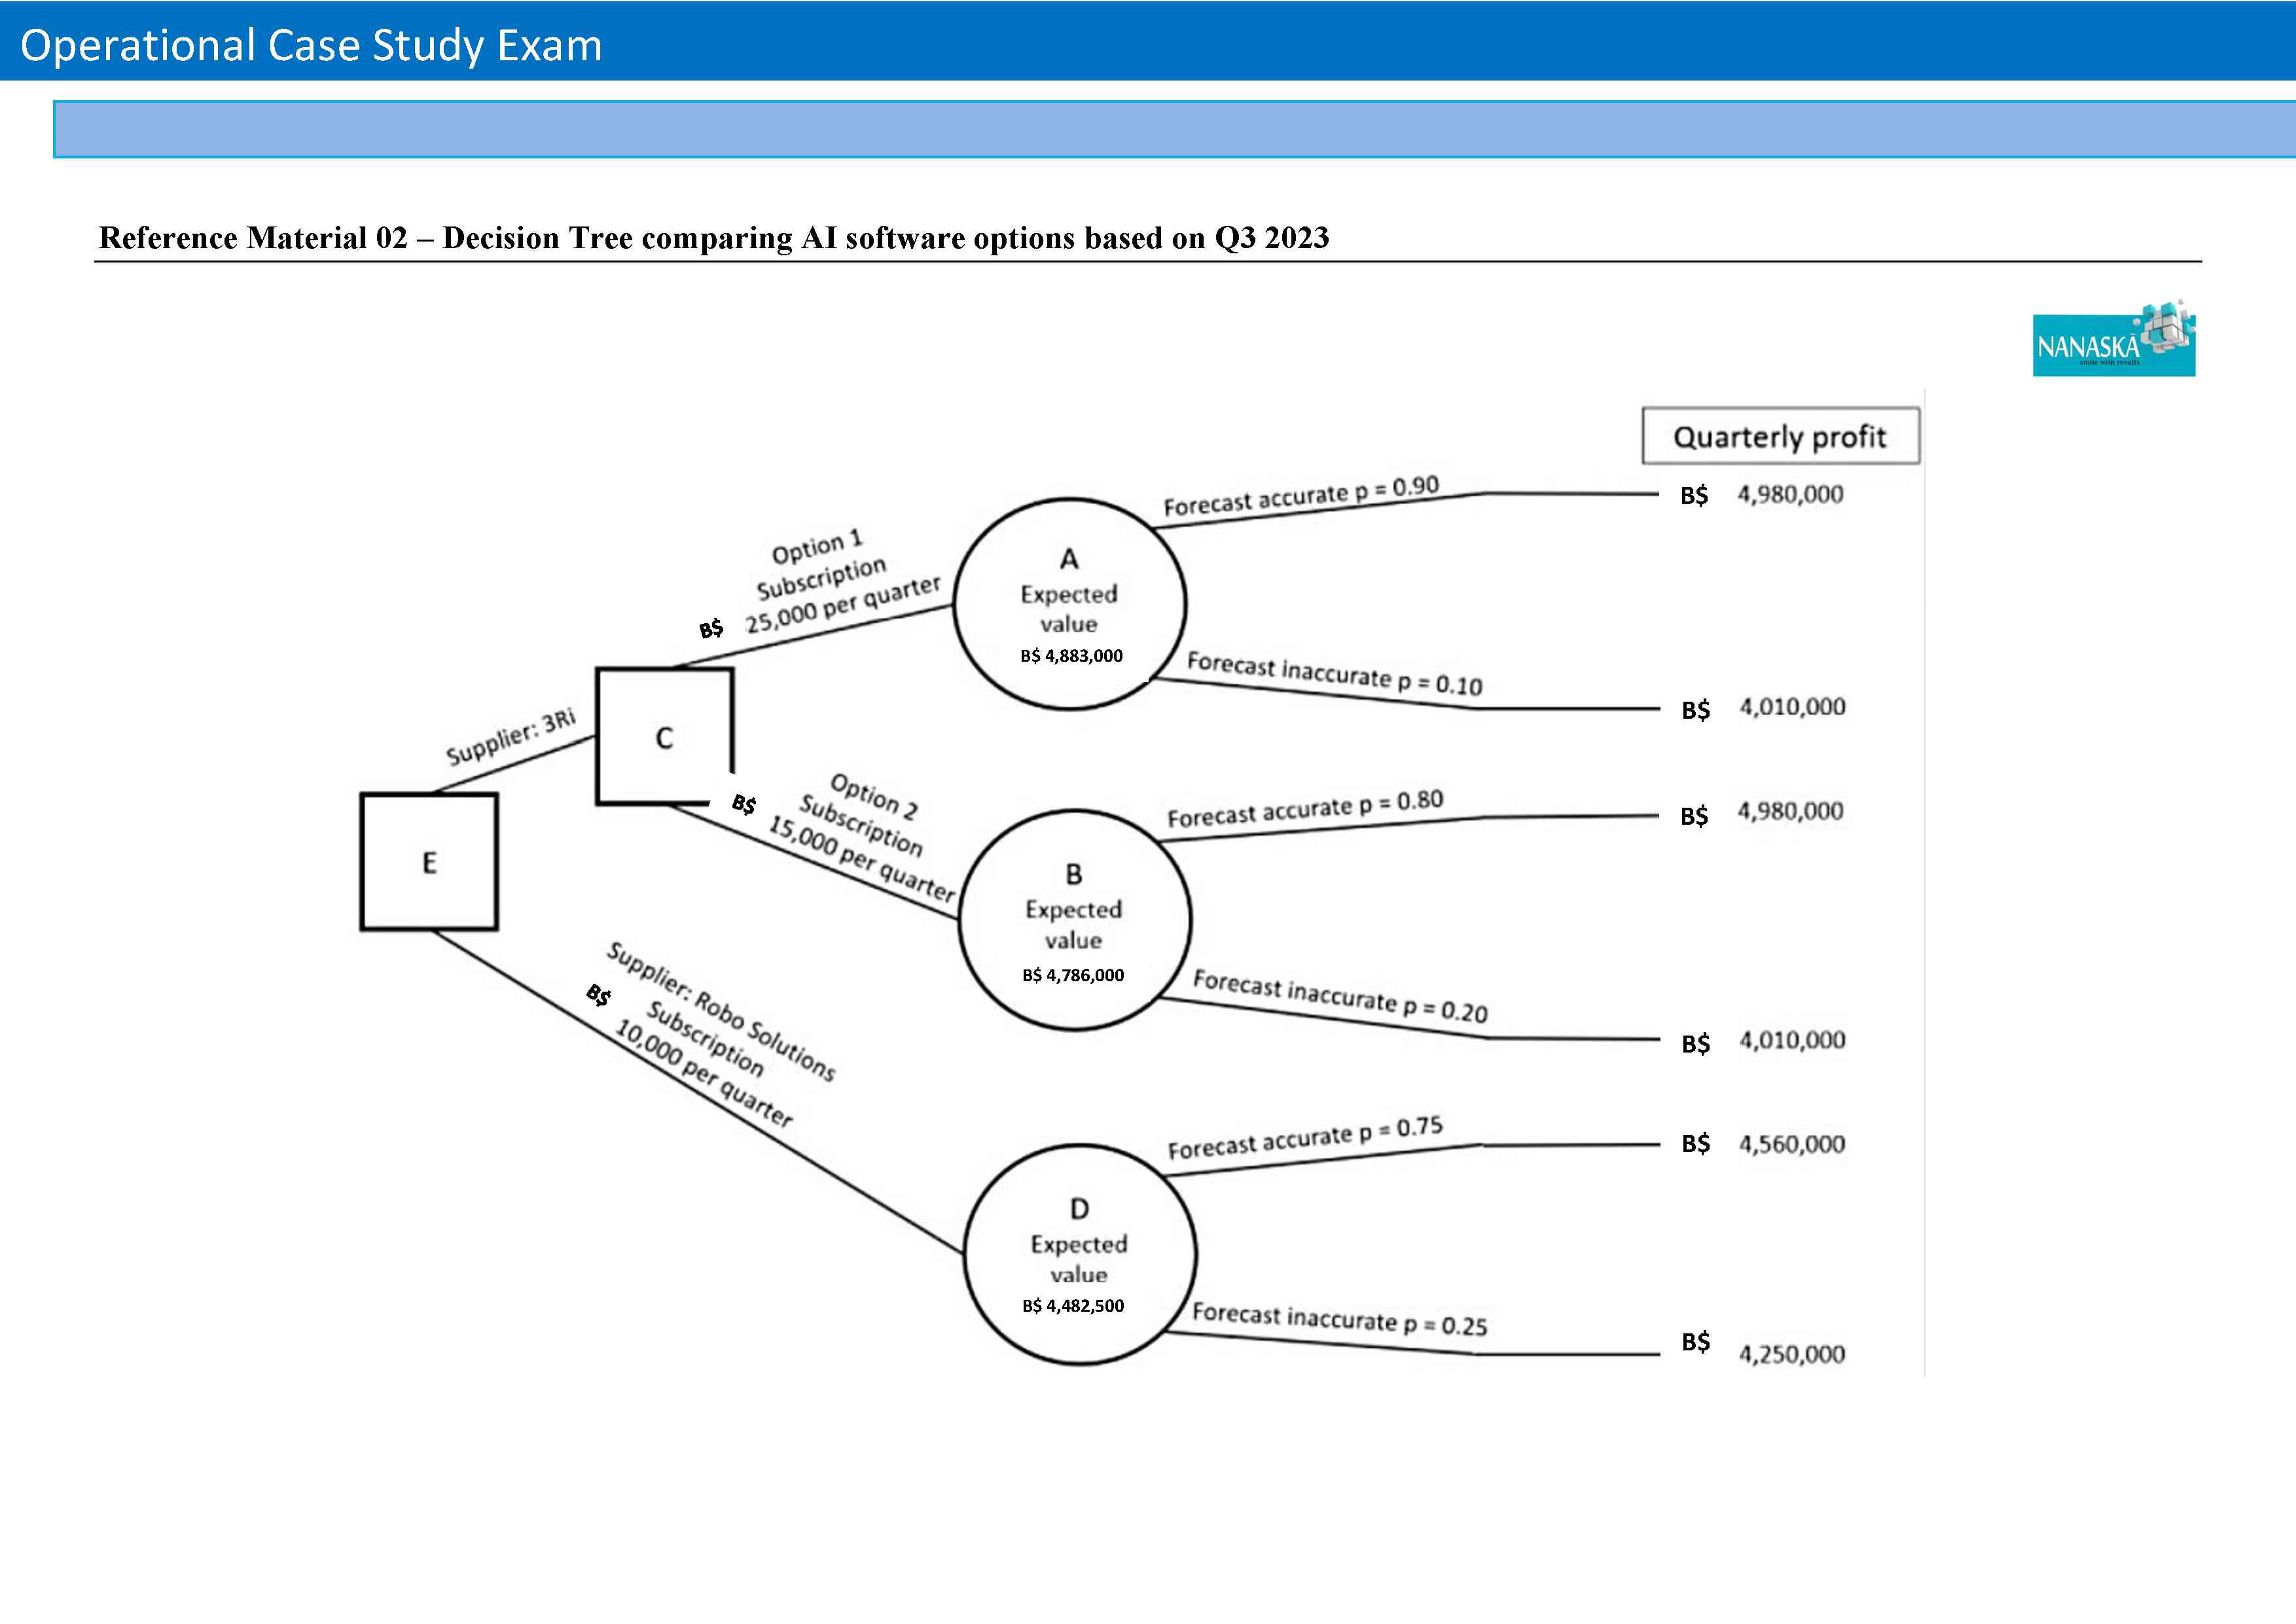 Operational Case Study Exam
Reference Material 02 – Decision Tree comparing AI software options based on Q3 2023
NANASKA
smile with results
Quarterly profit
Forecast accurate p = 0.90
B$ 4,980,000
Option 1
Subscription
B$ 25,000 per quarter
A
Expected
value
B$ 4,883,000
Forecast inaccurate p = 0.10
B$ 4,010,000
Supplier: 3Ri
C
Option 2
Subscription
B$ 15,000 per quarter
Forecast accurate p = 0.80
B$ 4,980,000
B
Expected
value
B$ 4,786,000
Forecast inaccurate p = 0.20
B$ 4,010,000
E
Supplier: Robo Solutions
Subscription
B$ 10,000 per quarter
Forecast accurate p = 0.75
B$ 4,560,000
D
Expected
value
B$ 4,482,500
Forecast inaccurate p = 0.25
B$ 4,250,000